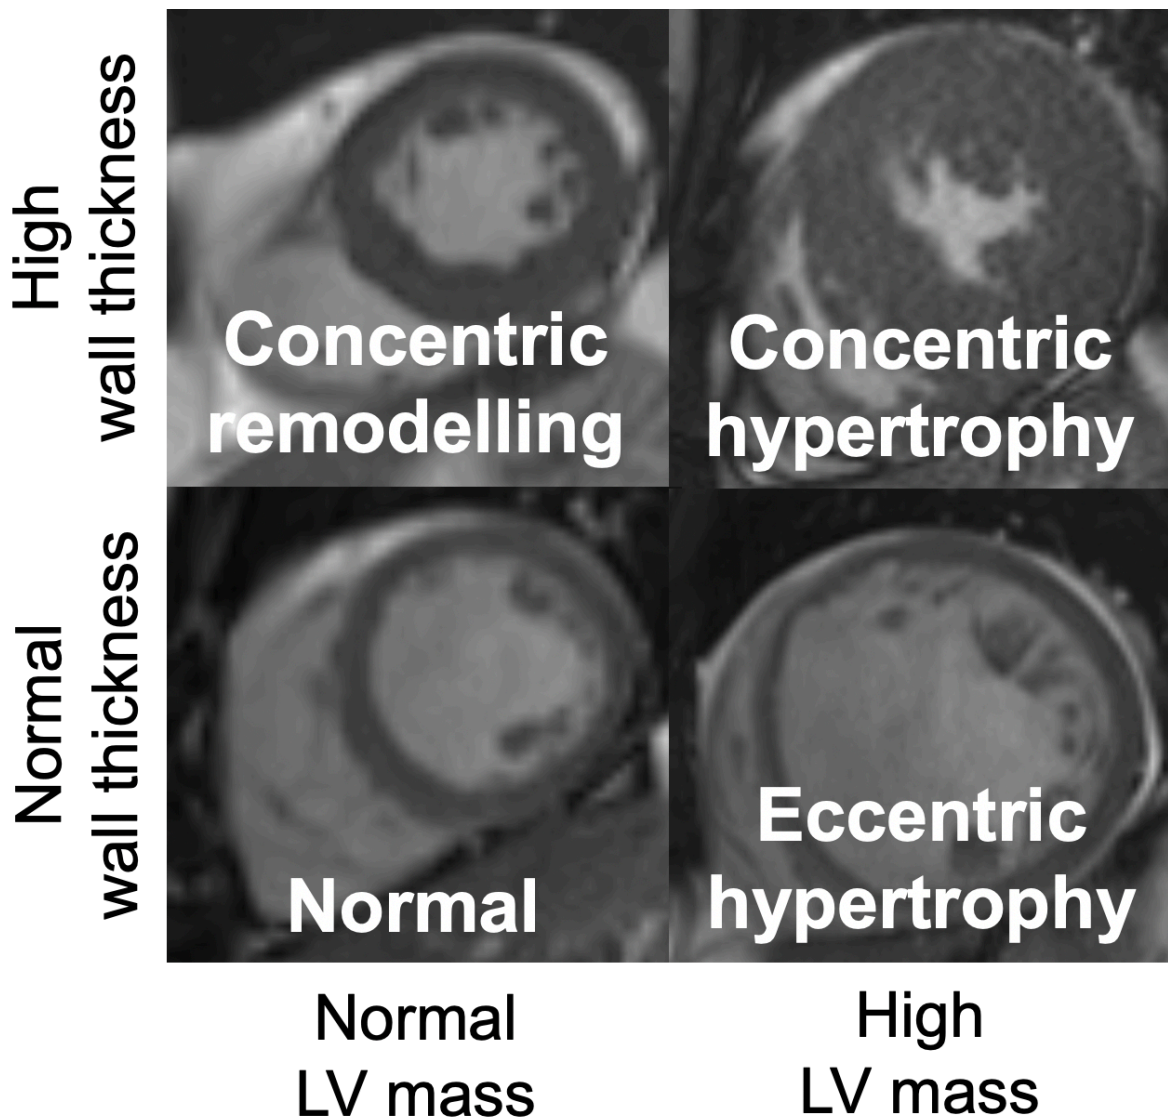 High
wall thickness
Concentric
remodelling
Concentric
hypertrophy
Normal
wall thickness
Normal
Eccentric
hypertrophy
Normal
LV mass
High
LV mass